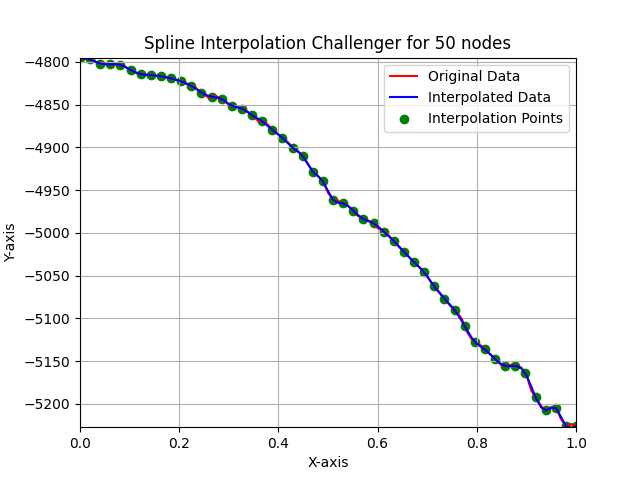 Spline Interpolation Challenger for 50 nodes
Original Data
Interpolated Data
Interpolation Points
Y-axis
−4800
−4850
−4900
−4950
−5000
−5050
−5100
−5150
−5200
0.0 0.2 0.4 0.6 0.8 1.0
X-axis